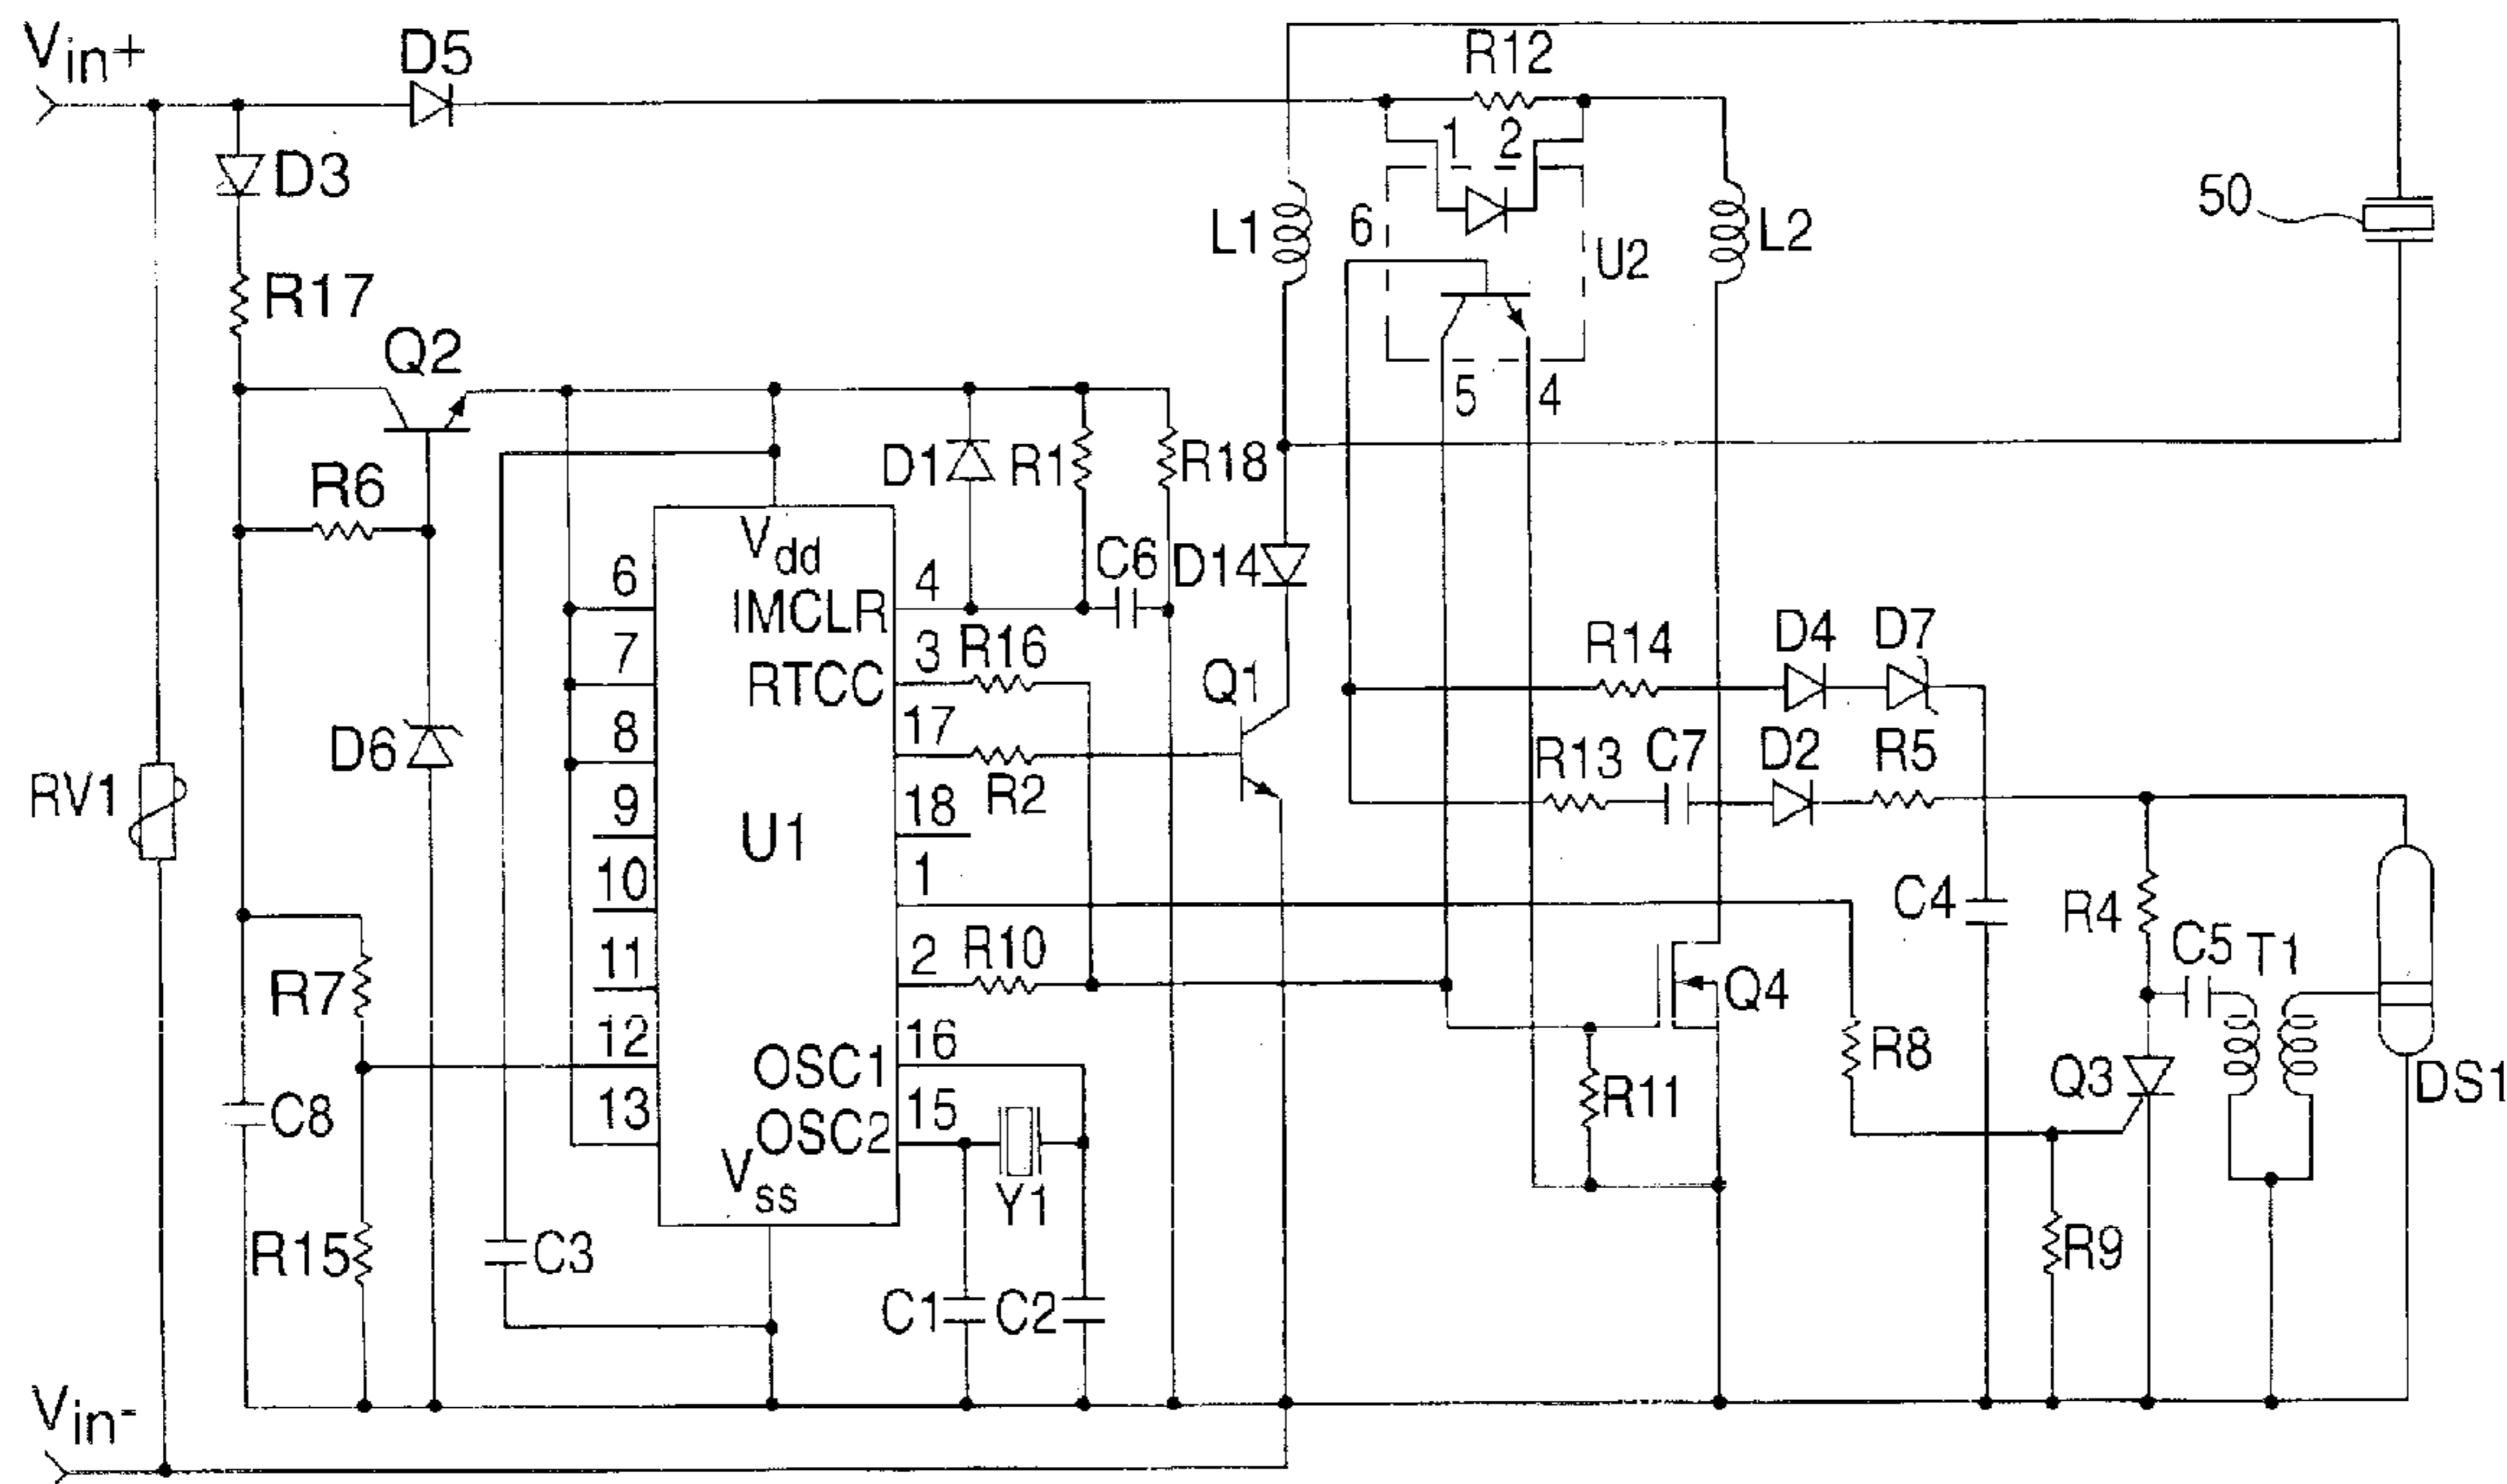 Vin+
D5
R12
D3
1 2
50
L1
6
U2
L2
R17
Q2
5 4
R6
D1
R1
R18
Vdd
6
IMCLR
4
C6
D14
7
RTCC
3
R16
R14
D4
D7
Q1
8
17
R2
R13
C7
D2
R5
D6
RV1
9
U1
18
10
1
C4
R4
C5
T1
11
2
R10
R7
Q4
12
OSC1
16
R8
Q3
DS1
C8
13
OSC2
15
R11
Vss
Y1
R15
C3
R9
C1
C2
Vin-